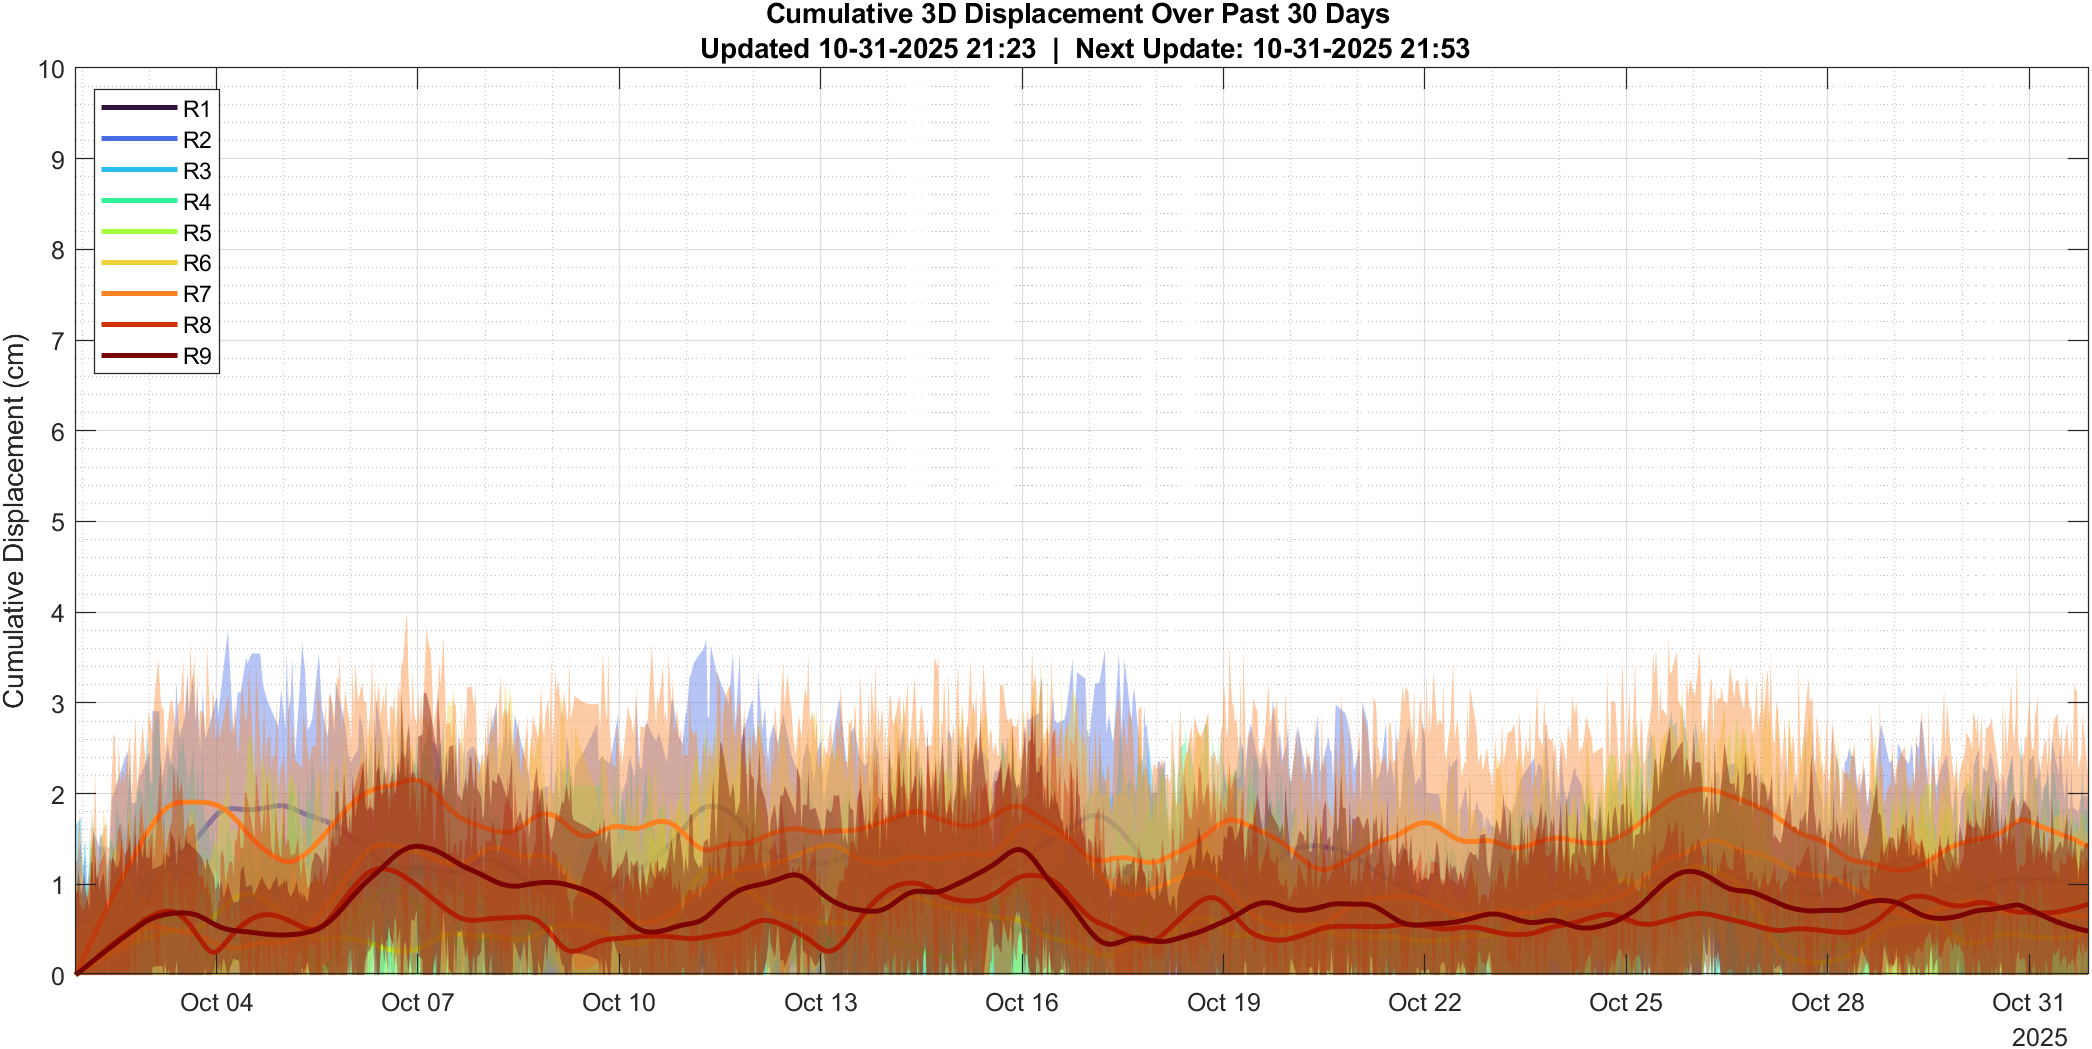 Cumulative 3D Displacement Over Past 30 Days
Updated 10-31-2025 21:23 | Next Update: 10-31-2025 21:53
10
9
8
7
6
5
4
3
2
1
0
Cumulative Displacement (cm)
R1
R2
R3
R4
R5
R6
R7
R8
R9
Oct 04 Oct 07 Oct 10 Oct 13 Oct 16 Oct 19 Oct 22 Oct 25 Oct 28 Oct 31
2025